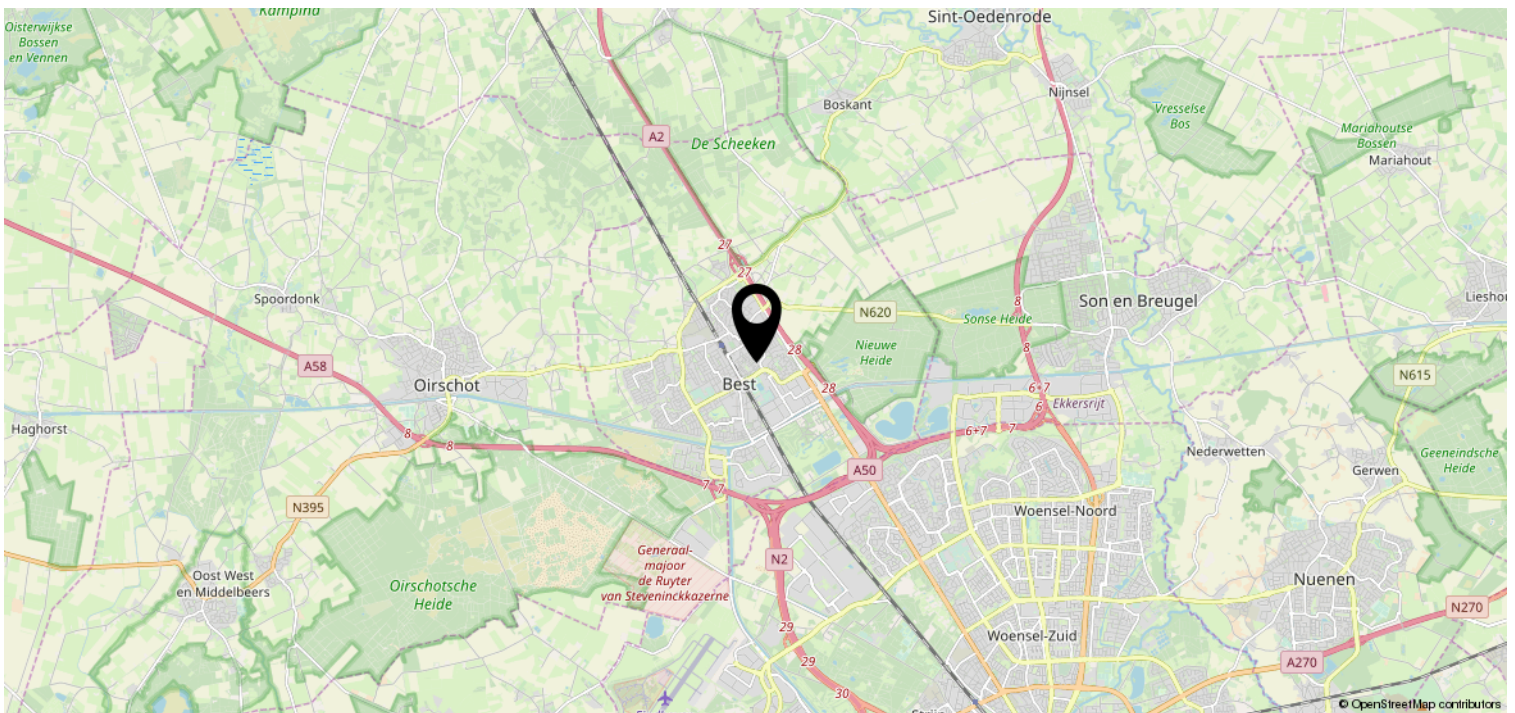 Kampina
Oisterwijkse
Bossen
en Vennen
Sint-Oedenrode
Boskant
Nijnsel
Vresselse
Bos
Mariahoutse
Bossen
Mariahout
A2
De Scheeken
27
27
Spoordonk
8
Son en Breugel
Lieshou
N620
Sonse Heide
Nieuwe
Heide
28
8
A58
Oirschot
Best
28
6+7
6
Ekkersrijt
N615
Haghorst
8
8
6+7
7
Nederwetten
Geeneindsche
Heide
Gerwen
A50
7
7
N395
Woensel-Noord
Generaal-
majoor
de Ruyter
van Steveninckkazerne
N2
Oost West
en Middelbeers
Oirschotsche
Heide
Nuenen
N270
29
Woensel-Zuid
29
A270
30
© OpenStreetMap contributors